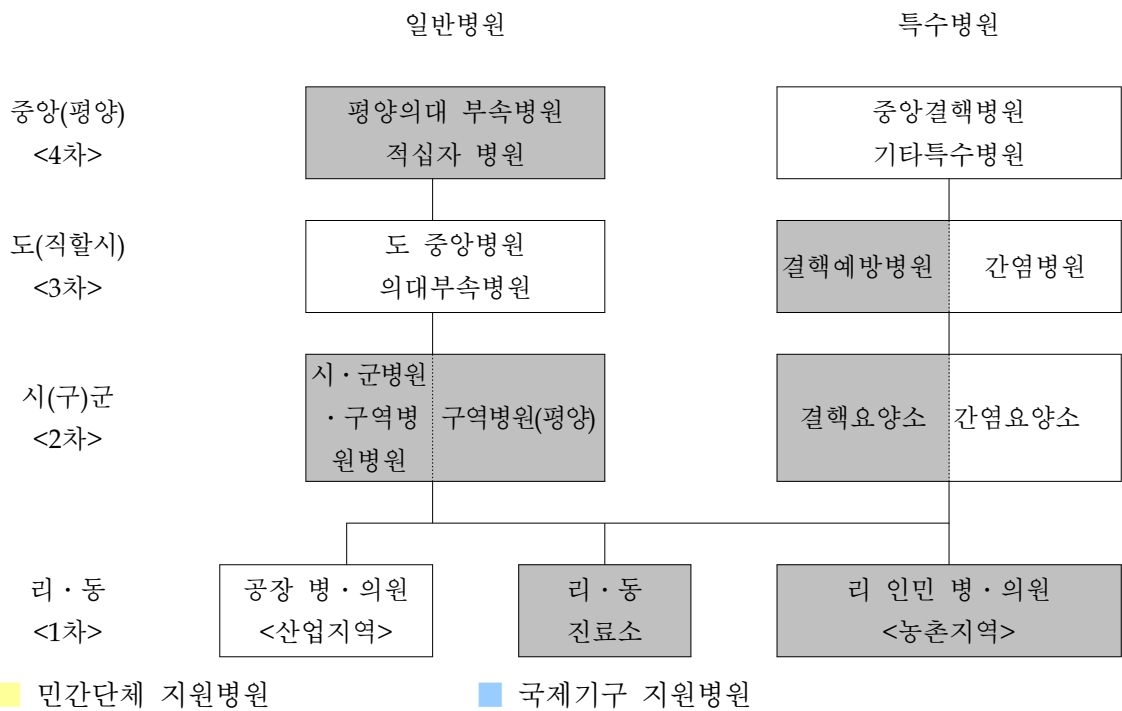 일반병원 특수병원
중앙(평양)
<4차>
평양의대 부속병원
적십자 병원
중앙결핵병원
기타특수병원
도(직할시)
<3차>
도 중앙병원
의대부속병원
결핵예방병원
간염병원
시(구)군
<2차>
시·군병원
·구역병
원병원
구역병원(평양)
결핵요양소
간염요양소
리·동
<1차>
공장 병·의원
<산업지역>
리·동
진료소
리 인민 병·의원
<농촌지역>
민간단체 지원병원 국제기구 지원병원